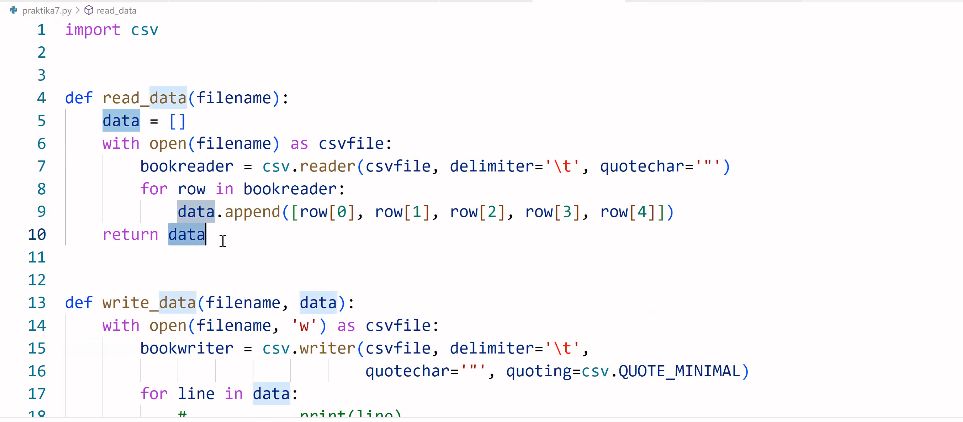 praktika7.py > read_data
1 import csv
2
3
4 def read_data(filename):
5 data = []
6 with open(filename) as csvfile:
7 bookreader = csv.reader(csvfile, delimiter='\t', quotechar='"')
8 for row in bookreader:
9 data.append([row[0], row[1], row[2], row[3], row[4]])
10 return data
11
12
13 def write_data(filename, data):
14 with open(filename, 'w') as csvfile:
15 bookwriter = csv.writer(csvfile, delimiter='\t',
16 quotechar='"', quoting=csv.QUOTE_MINIMAL)
17 for line in data:
18 # print(line)